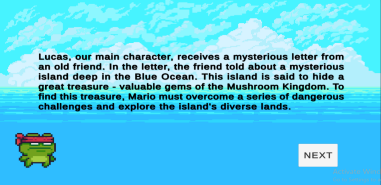 Lucas, our main character, receives a mysterious letter from
an old friend. In the letter, the friend told about a mysterious
island deep in the Blue Ocean. This island is said to hide a
great treasure - valuable gems of the Mushroom Kingdom. To
find this treasure, Mario must overcome a series of dangerous
challenges and explore the island's diverse lands.
NEXT